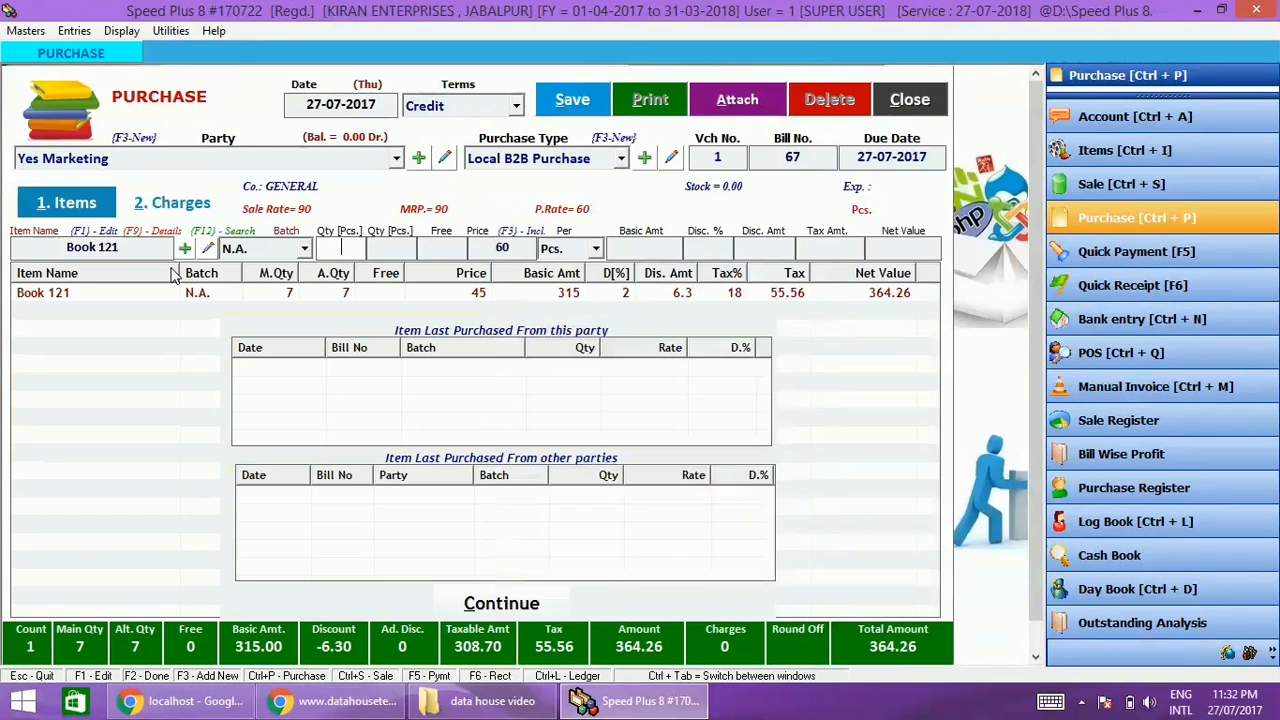 Speed Plus 8 #170722 [Regd.] [KIRAN ENTERPRISES , JABALPUR] [FY = 01-04-2017 to 31-03-2018] User = 1 [SUPER USER] [Service : 27-07-2018] @D:\Speed Plus 8.
Masters Entries Display Utilities Help
PURCHASE
PURCHASE
Date (Thu) Terms
27-07-2017 Credit
Save Print Attach Delete Close
{F3-New} Party (Bal. = 0.00 Dr.) Purchase Type {F3-New} Vch No. Bill No. Due Date
Yes Marketing Local B2B Purchase 1 67 27-07-2017
1. Items 2. Charges
Co.: GENERAL Stock = 0.00 Exp. :
Sale Rate= 90 MRP.= 90 P.Rate= 60 Pcs.
Item Name {F1} - Edit {F9} - Details {F12} - Search Batch Qty [Pcs.] Qty [Pcs.] Free Price {F3} - Incl. Per Basic Amt Disc. % Disc. Amt Tax Amt. Net Value
Book 121 N.A. 60 Pcs.
Item Name Batch M.Qty A.Qty Free Price Basic Amt D[%] Dis. Amt Tax% Tax Net Value
Book 121 N.A. 7 7 45 315 2 6.3 18 55.56 364.26
Item Last Purchased From this party
Date Bill No Batch Qty Rate D.%
Item Last Purchased From other parties
Date Bill No Party Batch Qty Rate D.%
Continue
Count Main Qty Alt. Qty Free Basic Amt. Discount Ad. Disc. Taxable Amt Tax Amount Charges Round Off Total Amount
1 7 7 0 315.00 -6.30 0 308.70 55.56 364.26 0 364.26
Esc - Quit F1 - Edit F2 - Done F3 - Add New Ctrl+P - Purchase Ctrl+S - Sale F5 - Pymt F6 - Rect Ctrl+L - Ledger Ctrl + Tab = Switch between windows
Purchase [Ctrl + P]
Account [Ctrl + A]
Items [Ctrl + I]
Sale [Ctrl + S]
Purchase [Ctrl + P]
Quick Payment [F5]
Quick Receipt [F6]
Bank entry [Ctrl + N]
POS [Ctrl + Q]
Manual Invoice [Ctrl + M]
Sale Register
Bill Wise Profit
Purchase Register
Log Book [Ctrl + L]
Cash Book
Day Book [Ctrl + D]
Outstanding Analysis
php
localhost - Googl... www.datahousete... data house video Speed Plus 8 #170...
ENG
INTL
11:32 PM
27/07/2017